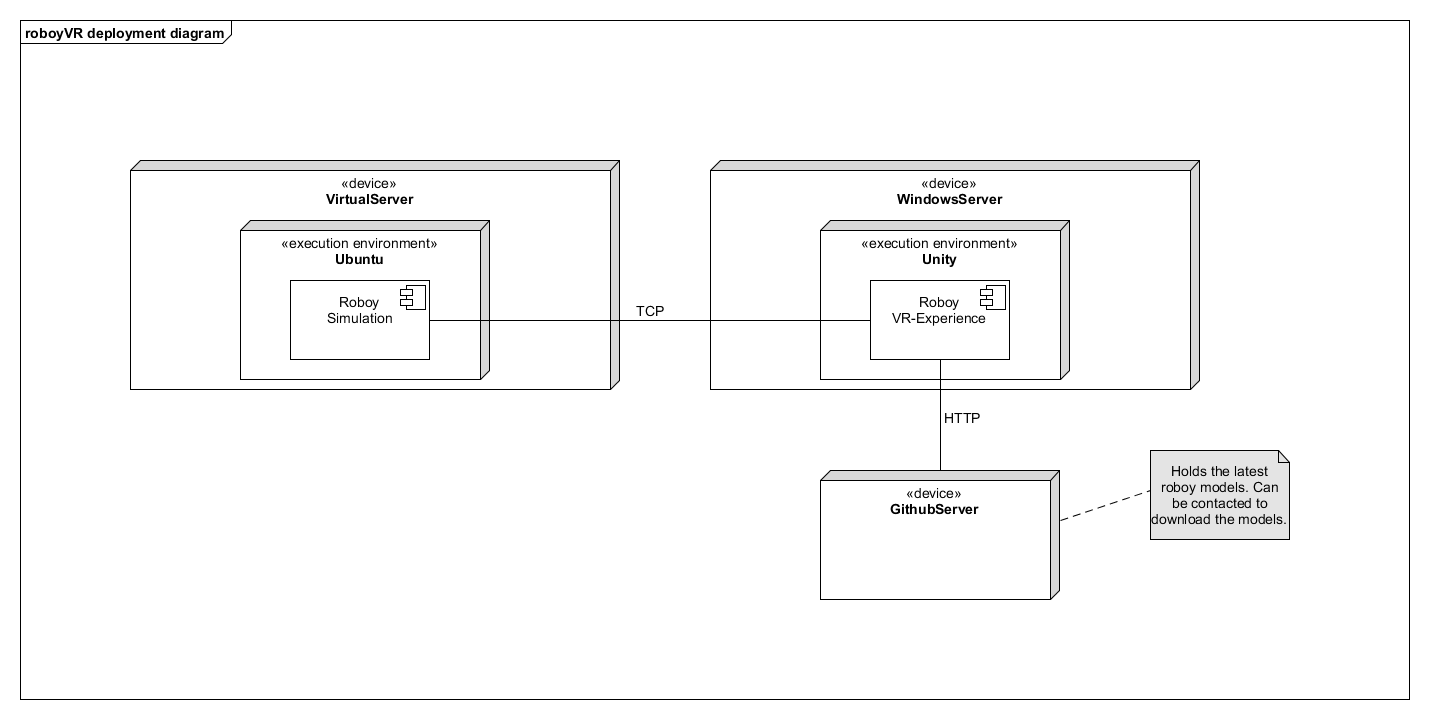 roboyVR deployment diagram
«device»
VirtualServer
«execution environment»
Ubuntu
Roboy
Simulation
TCP
«device»
WindowsServer
«execution environment»
Unity
Roboy
VR-Experience
HTTP
«device»
GithubServer
Holds the latest
roboy models. Can
be contacted to
download the models.